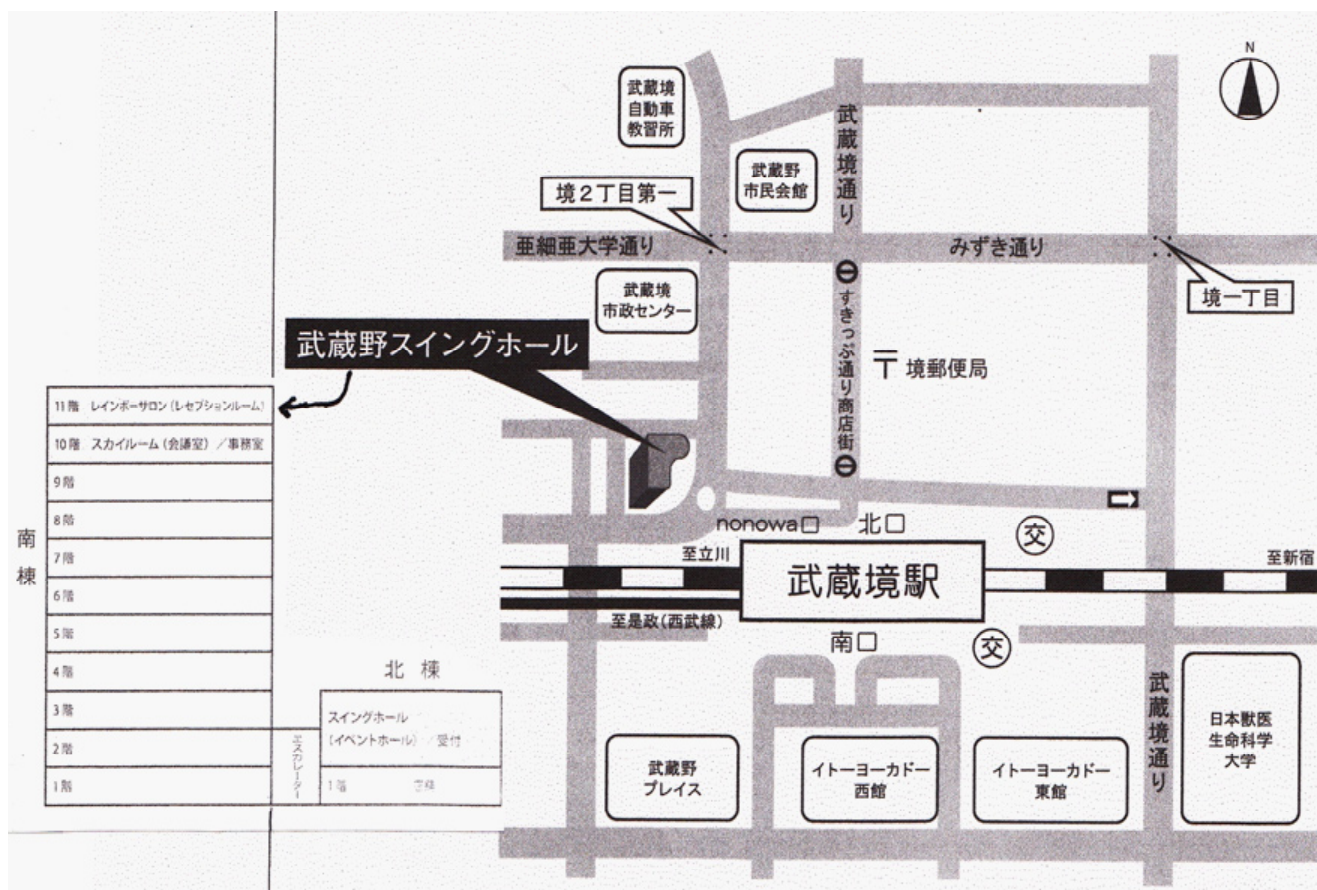 N
武蔵境
自動車
教習所
武蔵野
市民会館
武蔵境通り
境2丁目第一
亜細亜大学通り
みずき通り
境一丁目
武蔵境
市政センター
すきっぷ通り商店街
〒 境郵便局
武蔵野スイングホール
nonowa口
北口
交
至立川
武蔵境駅
至新宿
至是政(西武線)
南口
交
武蔵境通り
武蔵野
プレイス
イトーヨーカドー
西館
イトーヨーカドー
東館
日本獣医
生命科学
大学
南棟
11階 レインボーサロン(レセプションルーム)
10階 スカイルーム(会議室)/事務室
9階
8階
7階
6階
5階
4階
3階
2階
1階
エスカレーター
北棟
スイングホール
(イベントホール)/受付
1階